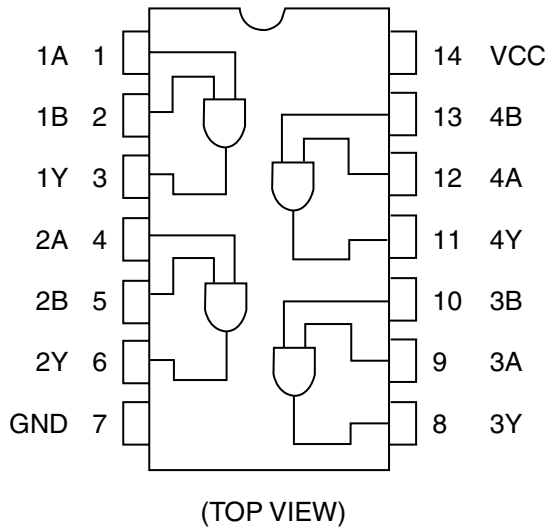 1A 1 14 VCC
1B 2 13 4B
1Y 3 12 4A
2A 4 11 4Y
2B 5 10 3B
2Y 6 9 3A
GND 7 8 3Y
(TOP VIEW)